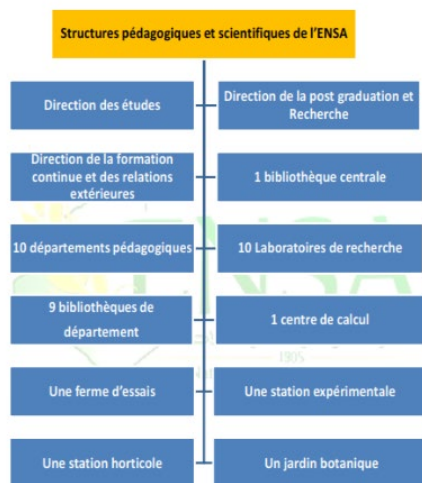 Structures pédagogiques et scientifiques de l'ENSA
Direction des études
Direction de la post graduation et
Recherche
Direction de la formation
continue et des relations
extérieures
1 bibliothèque centrale
10 départements pédagogiques
10 Laboratoires de recherche
9 bibliothèques de
département
1 centre de calcul
1905
Une ferme d'essais
Une station expérimentale
Une station horticole
Un jardin botanique
ENSA